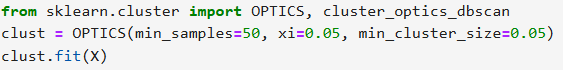 from sklearn.cluster import OPTICS, cluster_optics_dbscan
clust = OPTICS(min_samples=50, xi=0.05, min_cluster_size=0.05)
clust.fit(X)